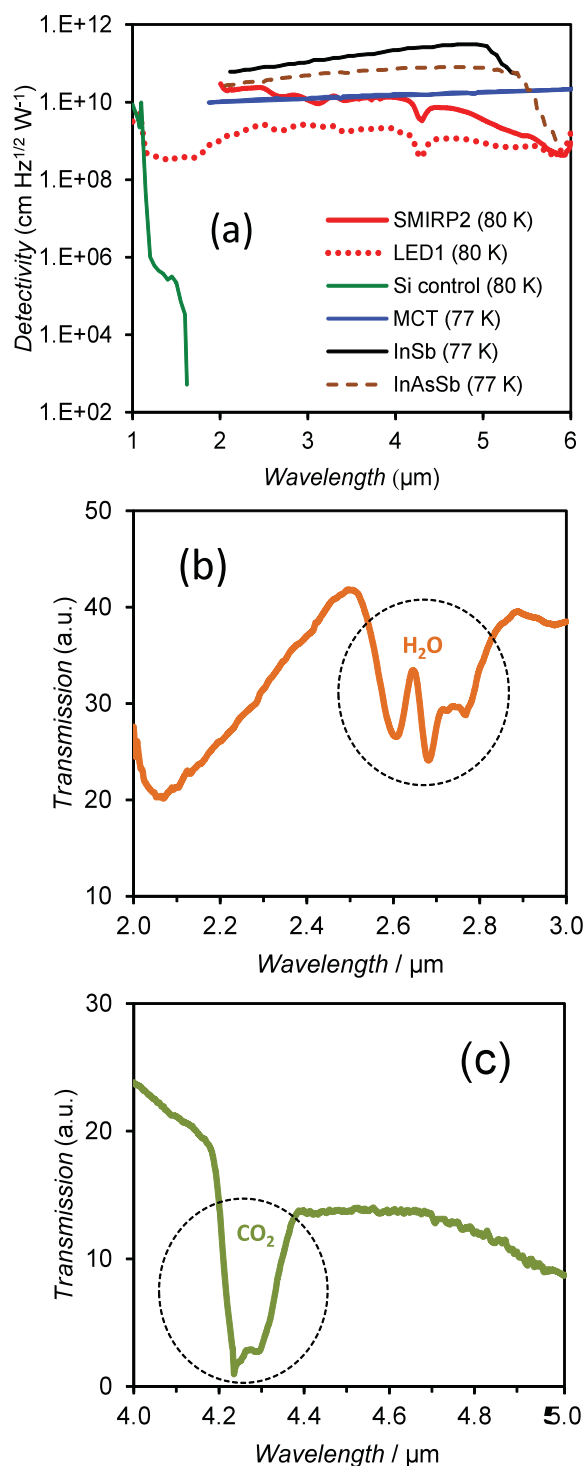 1.E+12
1.E+10
1.E+08
1.E+06
1.E+04
1.E+02
Detectivity (cm Hz1/2 W-1)
(a)
SMIRP2 (80 K)
LED1 (80 K)
Si control (80 K)
MCT (77 K)
InSb (77 K)
InAsSb (77 K)
1 2 3 4 5 6
Wavelength (μm)
50
40
30
20
10
Transmission (a.u.)
(b)
H2O
2.0 2.2 2.4 2.6 2.8 3.0
Wavelength / μm
30
20
10
0
Transmission (a.u.)
(c)
CO2
4.0 4.2 4.4 4.6 4.8 5.0
Wavelength / μm